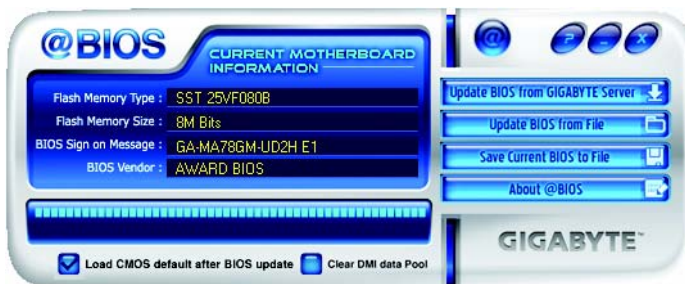 @BIOS
CURRENT MOTHERBOARD
INFORMATION
Flash Memory Type : SST 25VF080B
Flash Memory Size : 8M Bits
BIOS Sign on Message : GA-MA78GM-UD2H E1
BIOS Vendor : AWARD BIOS
Load CMOS default after BIOS update
Clear DMI data Pool
@
? _ X
Update BIOS from GIGABYTE Server
Update BIOS from File
Save Current BIOS to File
About @BIOS
GIGABYTE™